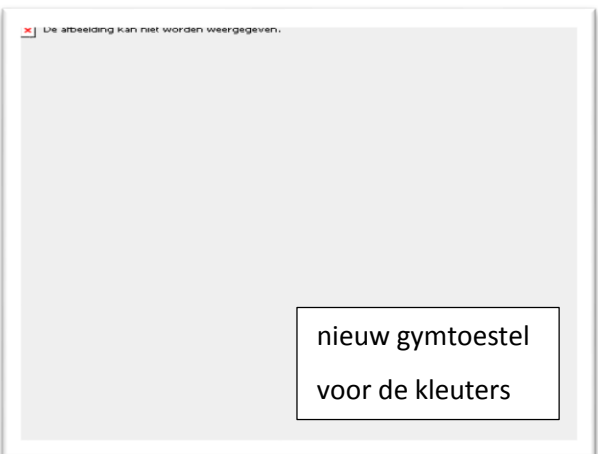 De afbeelding kan niet worden weergegeven.
nieuw gymtoestel
voor de kleuters